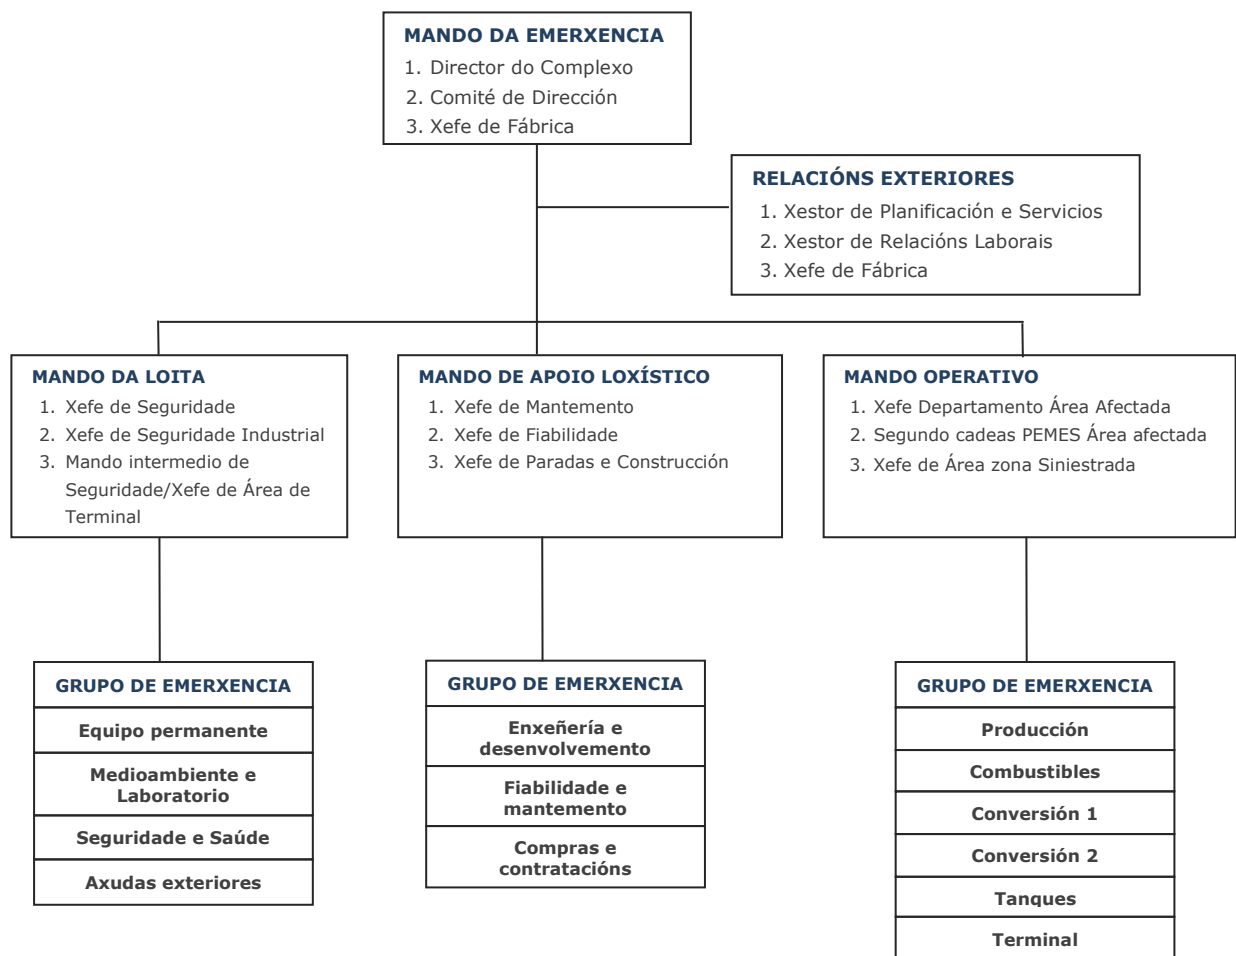 MANDO DA EMERXENCIA
1. Director do Complexo
2. Comité de Dirección
3. Xefe de Fábrica
RELACIÓNS EXTERIORES
1. Xestor de Planificación e Servicios
2. Xestor de Relacións Laborais
3. Xefe de Fábrica
MANDO DA LOITA
1. Xefe de Seguridade
2. Xefe de Seguridade Industrial
3. Mando intermedio de
Seguridade/Xefe de Área de
Terminal
MANDO DE APOIO LOXÍSTICO
1. Xefe de Mantemento
2. Xefe de Fiabilidade
3. Xefe de Paradas e Construcción
MANDO OPERATIVO
1. Xefe Departamento Área Afectada
2. Segundo cadeas PEMES Área afectada
3. Xefe de Área zona Siniestrada
GRUPO DE EMERXENCIA
Equipo permanente
Medioambiente e
Laboratorio
Seguridade e Saúde
Axudas exteriores
GRUPO DE EMERXENCIA
Enxeñería e
desenvolvemento
Fiabilidade e
mantemento
Compras e
contratacións
GRUPO DE EMERXENCIA
Producción
Combustibles
Conversión 1
Conversión 2
Tanques
Terminal